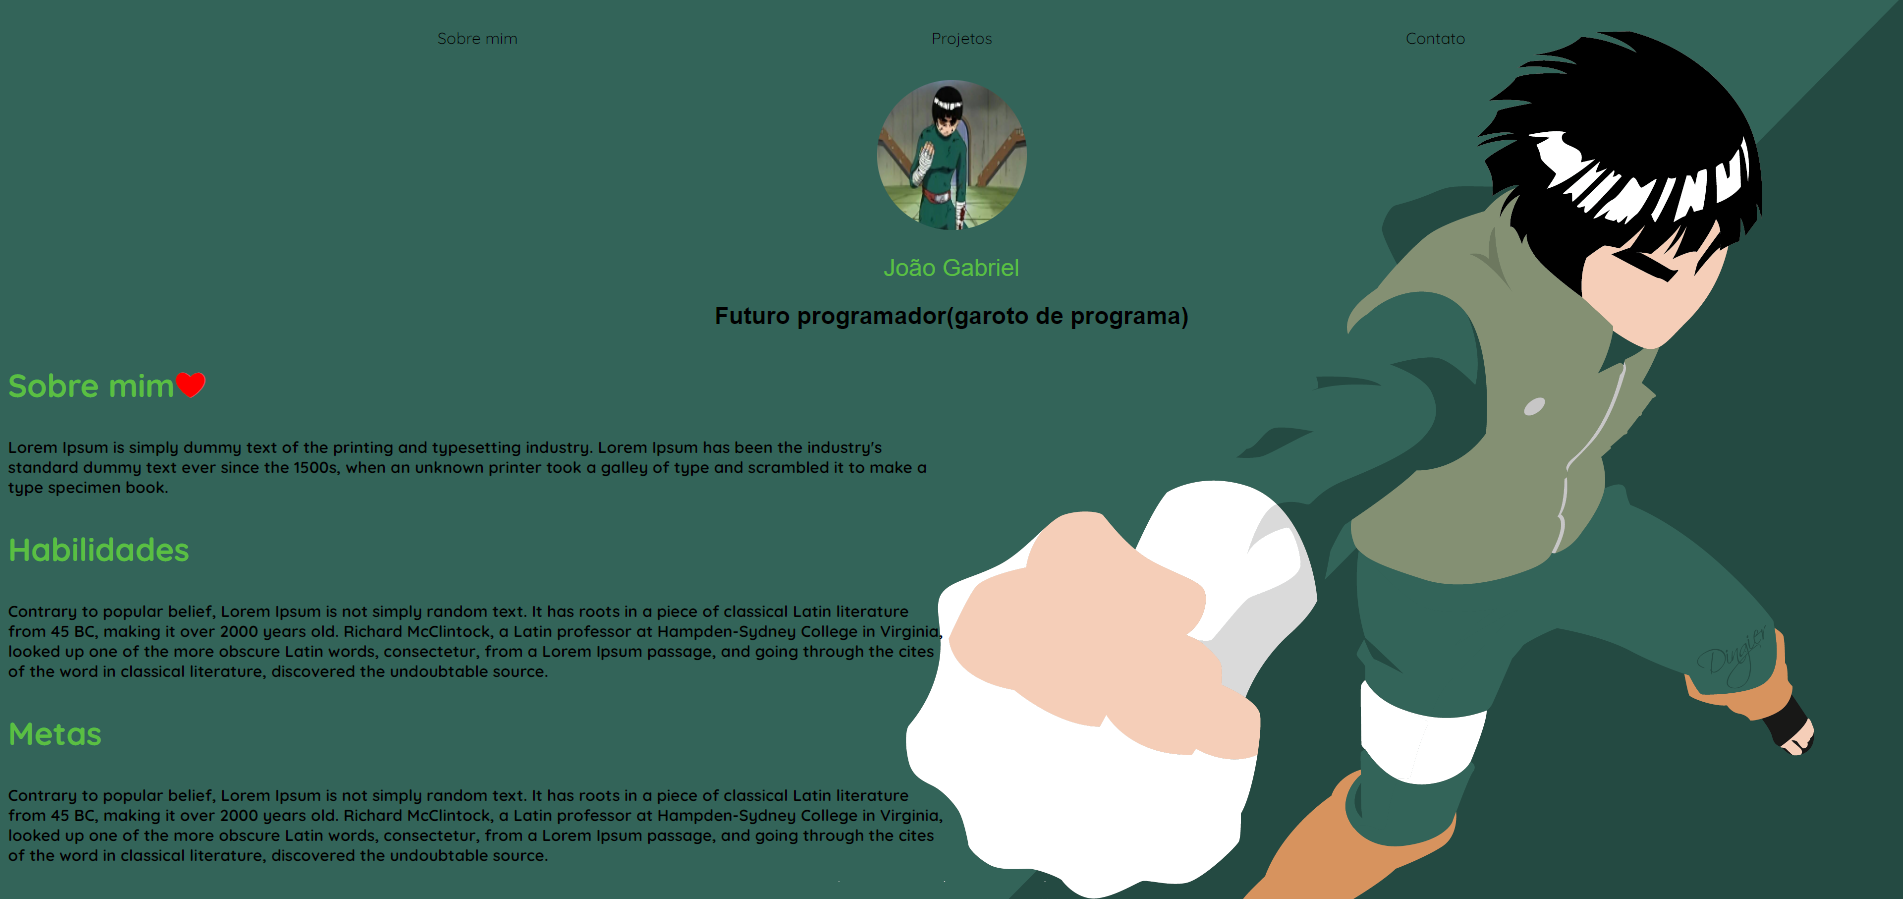 Sobre mim
Projetos
Contato
João Gabriel
Futuro programador(garoto de programa)
Sobre mim
Lorem Ipsum is simply dummy text of the printing and typesetting industry. Lorem Ipsum has been the industry's
standard dummy text ever since the 1500s, when an unknown printer took a galley of type and scrambled it to make a
type specimen book.
Habilidades
Contrary to popular belief, Lorem Ipsum is not simply random text. It has roots in a piece of classical Latin literature
from 45 BC, making it over 2000 years old. Richard McClintock, a Latin professor at Hampden-Sydney College in Virginia,
looked up one of the more obscure Latin words, consectetur, from a Lorem Ipsum passage, and going through the cites
of the word in classical literature, discovered the undoubtable source.
Dingier
Metas
Contrary to popular belief, Lorem Ipsum is not simply random text. It has roots in a piece of classical Latin literature
from 45 BC, making it over 2000 years old. Richard McClintock, a Latin professor at Hampden-Sydney College in Virginia,
looked up one of the more obscure Latin words, consectetur, from a Lorem Ipsum passage, and going through the cites
of the word in classical literature, discovered the undoubtable source.